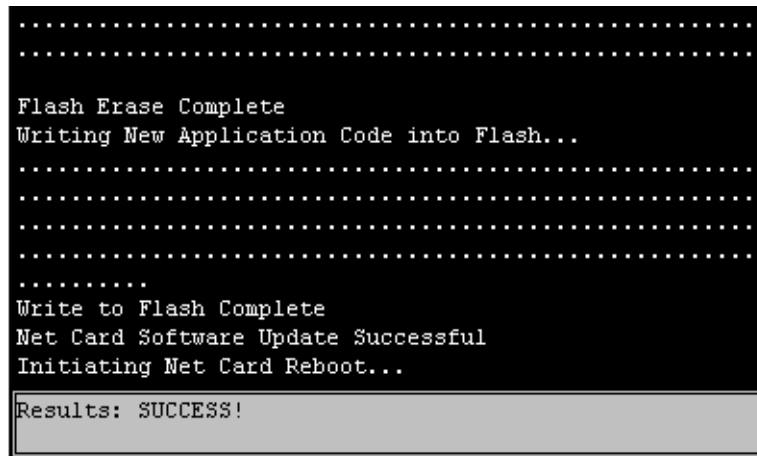 ..........................................................
..........................................................
Flash Erase Complete
Writing New Application Code into Flash...
..........................................................
..........................................................
..........................................................
..........................................................
..........
Write to Flash Complete
Net Card Software Update Successful
Initiating Net Card Reboot...
Results: SUCCESS!